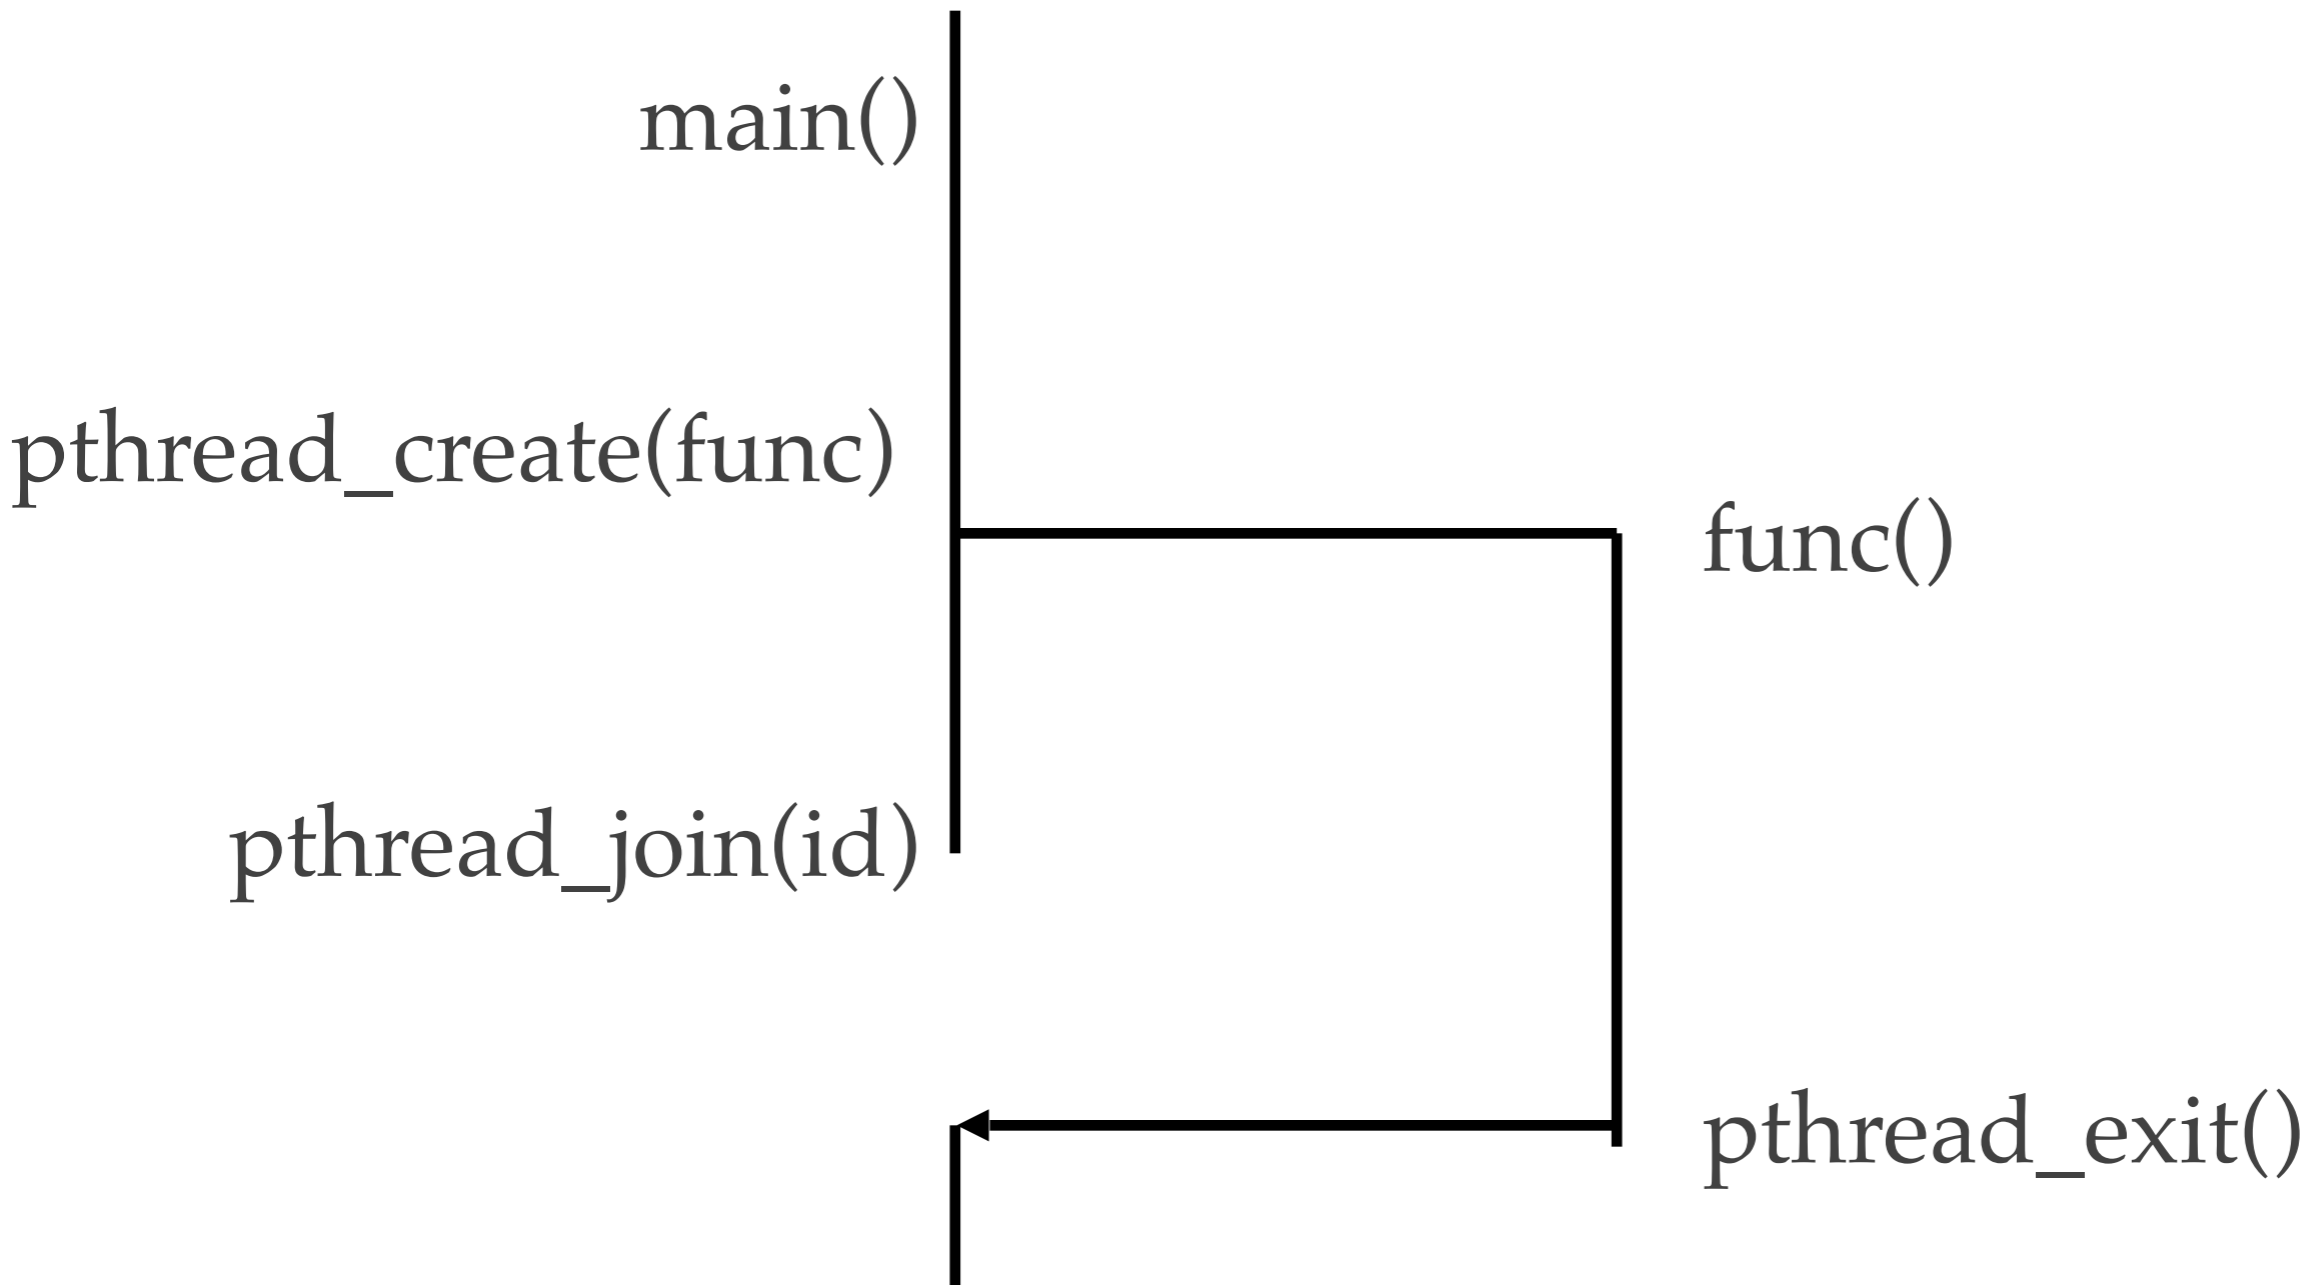 main()
pthread_create(func)
func()
pthread_join(id)
pthread_exit()